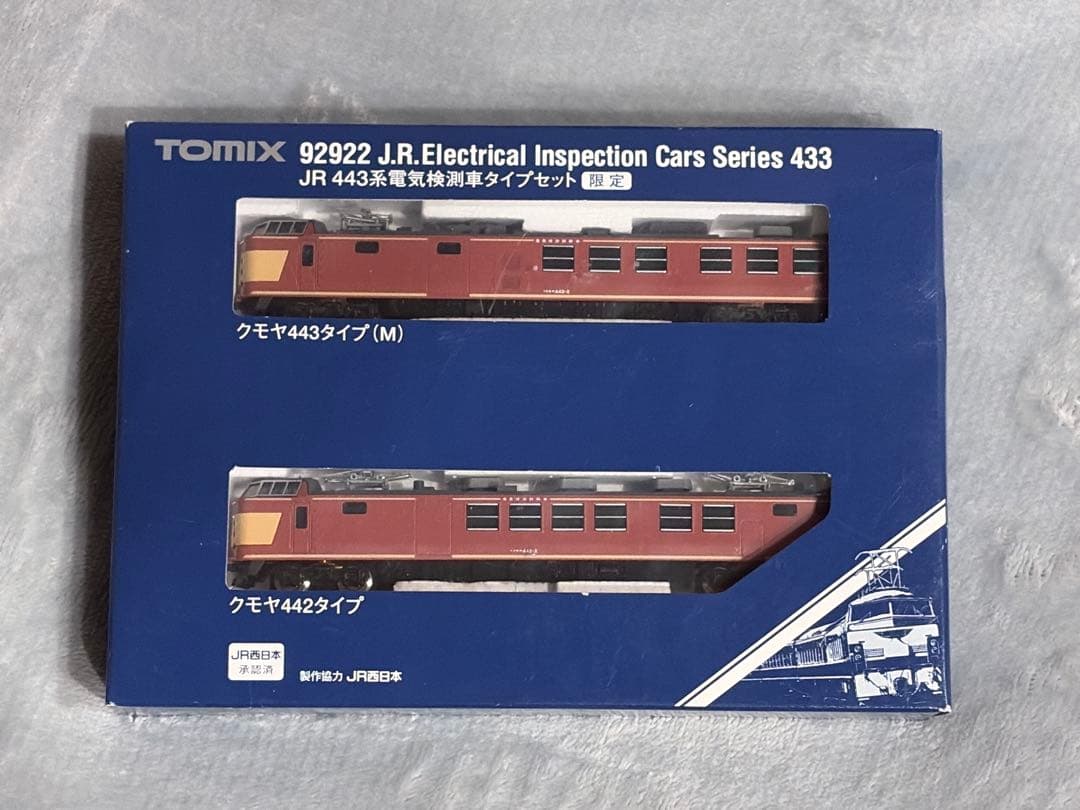 TOMIX 92922 J.R.Electrical Inspection Cars Series 433
JR 443系電気検測車タイプセット 限定
クモヤ443タイプ(M)
クモヤ442タイプ
JR西日本
承認済
製作協力 JR西日本